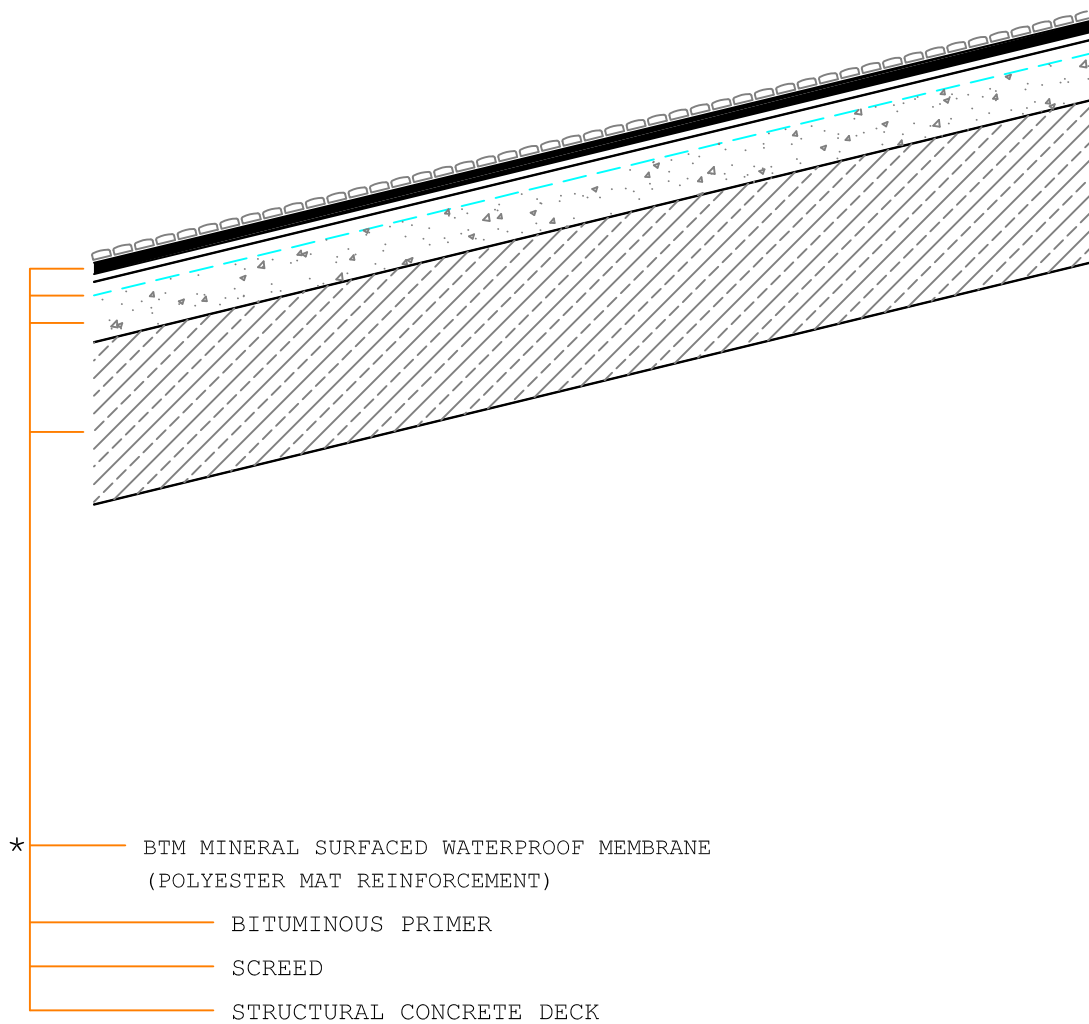 * BTM MINERAL SURFACED WATERPROOF MEMBRANE
(POLYESTER MAT REINFORCEMENT)
BITUMINOUS PRIMER
SCREED
STRUCTURAL CONCRETE DECK